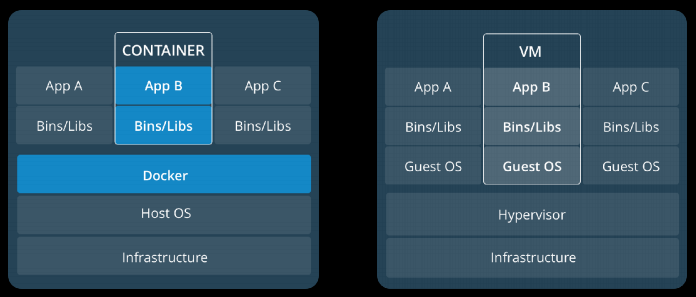 CONTAINER
App A App B App C
Bins/Libs Bins/Libs Bins/Libs
Docker
Host OS
Infrastructure
VM
App A App B App C
Bins/Libs Bins/Libs Bins/Libs
Guest OS Guest OS Guest OS
Hypervisor
Infrastructure